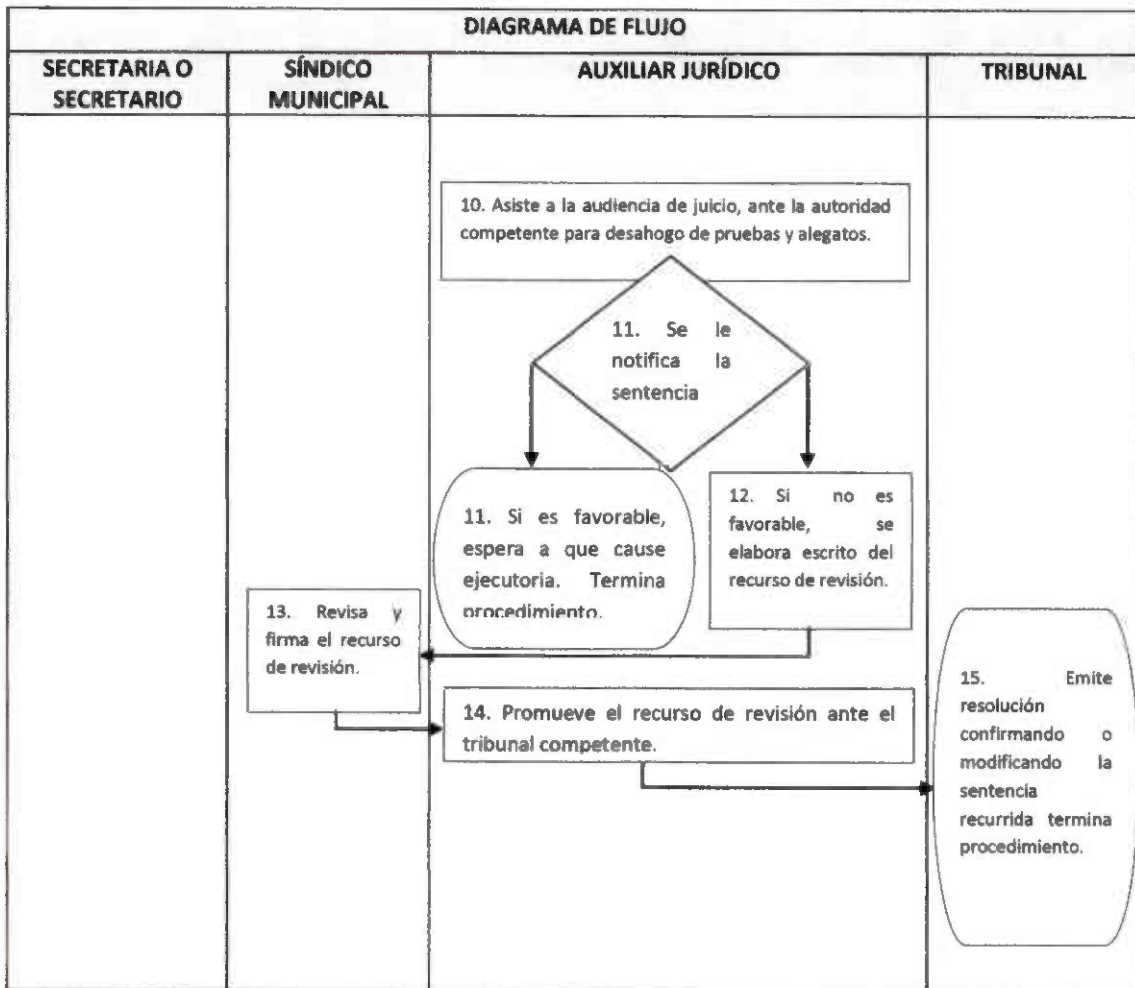 DIAGRAMA DE FLUJO
SECRETARIA O
SECRETARIO
SÍNDICO
MUNICIPAL
AUXILIAR JURÍDICO
TRIBUNAL
10. Asiste a la audiencia de juicio, ante la autoridad
competente para desahogo de pruebas y alegatos.
11. Se le
notifica la
sentencia
11. Si es favorable,
espera a que cause
ejecutoria. Termina
procedimiento.
12. Si no es
favorable, se
elabora escrito del
recurso de revisión.
13. Revisa y
firma el recurso
de revisión.
14. Promueve el recurso de revisión ante el
tribunal competente.
15. Emite
resolución
confirmando o
modificando la
sentencia
recurrida termina
procedimiento.